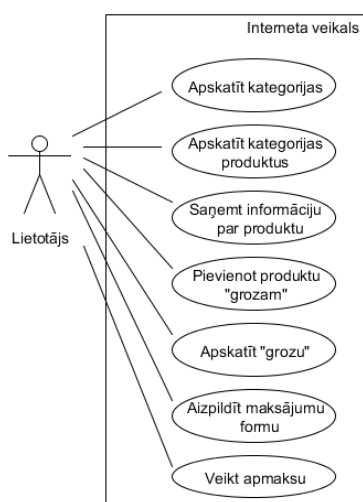 Interneta veikals
Apskatīt kategorijas
Apskatīt kategorijas
produktus
Saņemt informāciju
par produktu
Lietotājs
Pievienot produktu
"grozam"
Apskatīt "grozu"
Aizpildīt maksājumu
formu
Veikt apmaksu